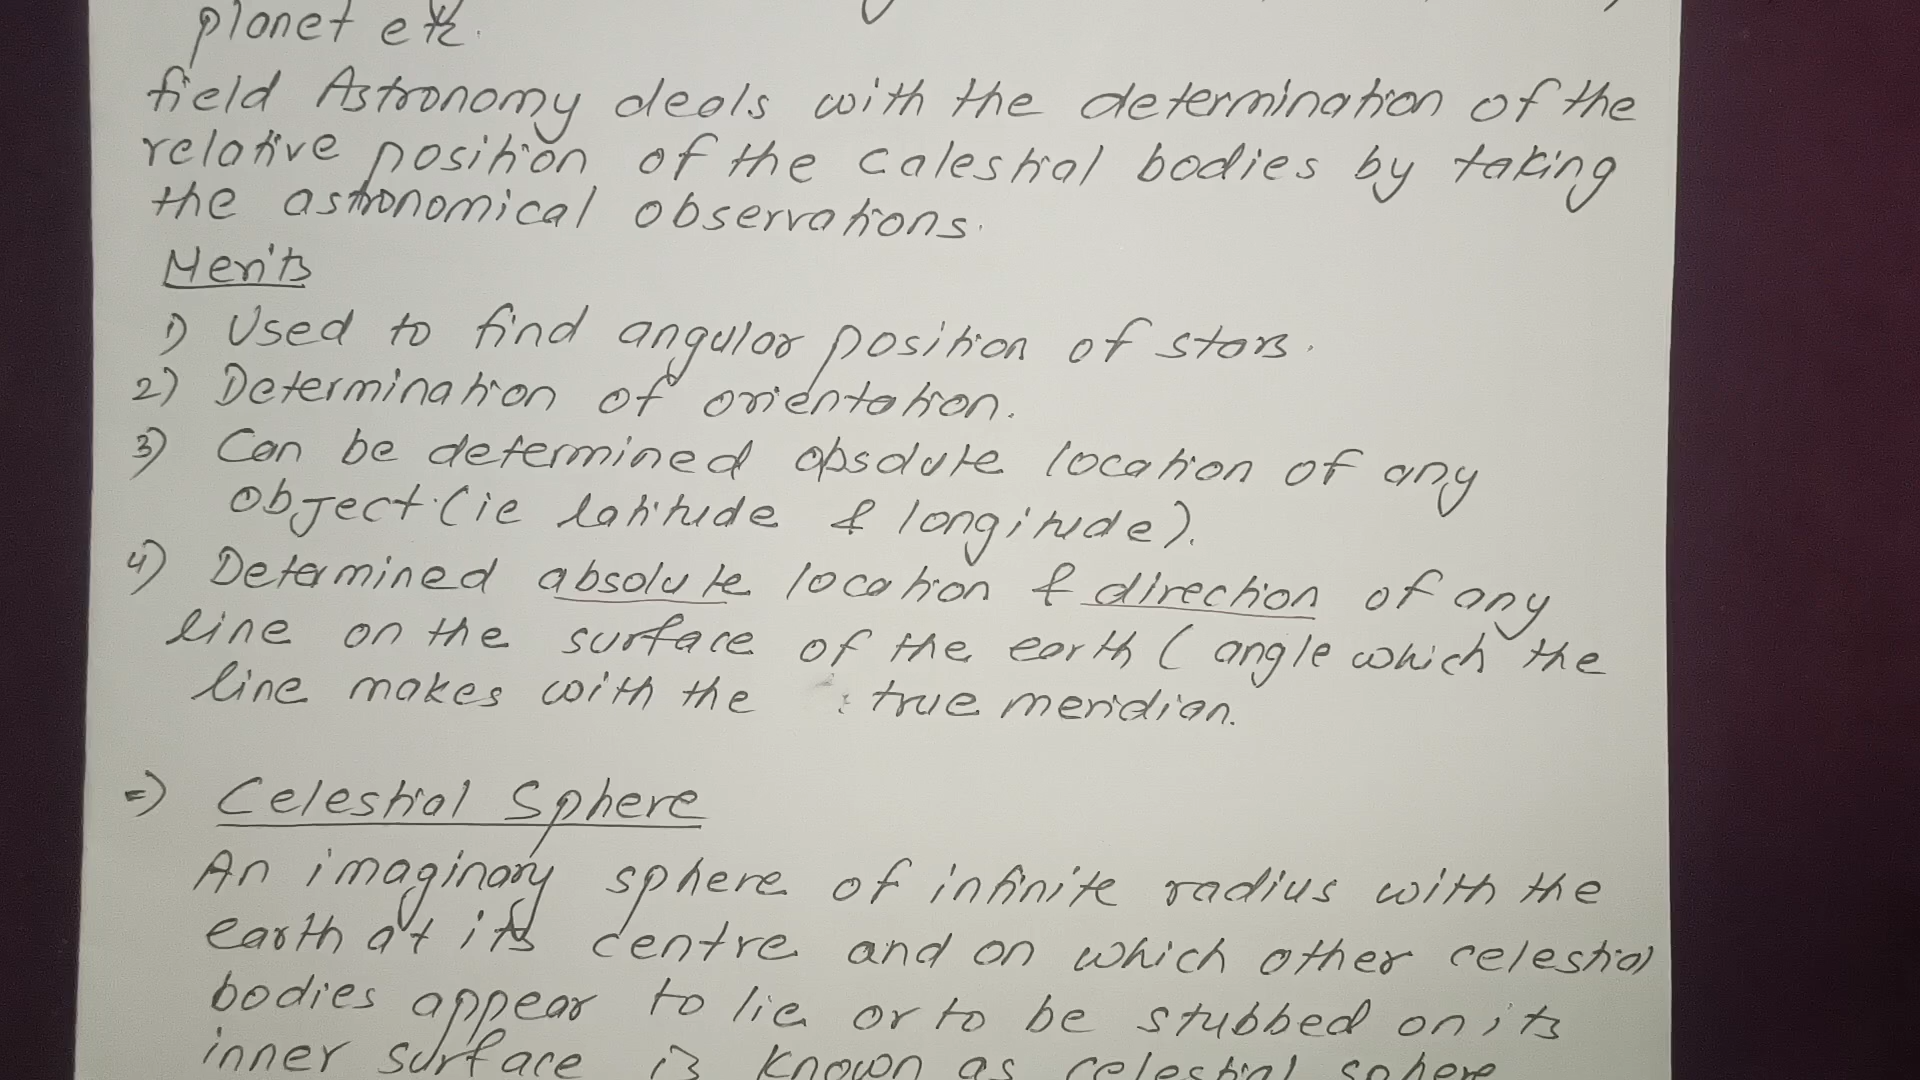 planet etc.
field Astronomy deals with the determination of the
relative position of the calestial bodies by taking
the astronomical observations.
Merits
1) Used to find angular position of stars.
2) Determination of orientation.
3) Can be determined absolute location of any
object (ie latitude & longitude).
4) Determined absolute location & direction of any
line on the surface of the earth ( angle which the
line makes with the true meridian.
=) Celestial Sphere
An imaginary sphere of infinite radius with the
earth at its centre and on which other celestial
bodies appear to lie or to be stubbed on its
inner surface is known as celestial sphere